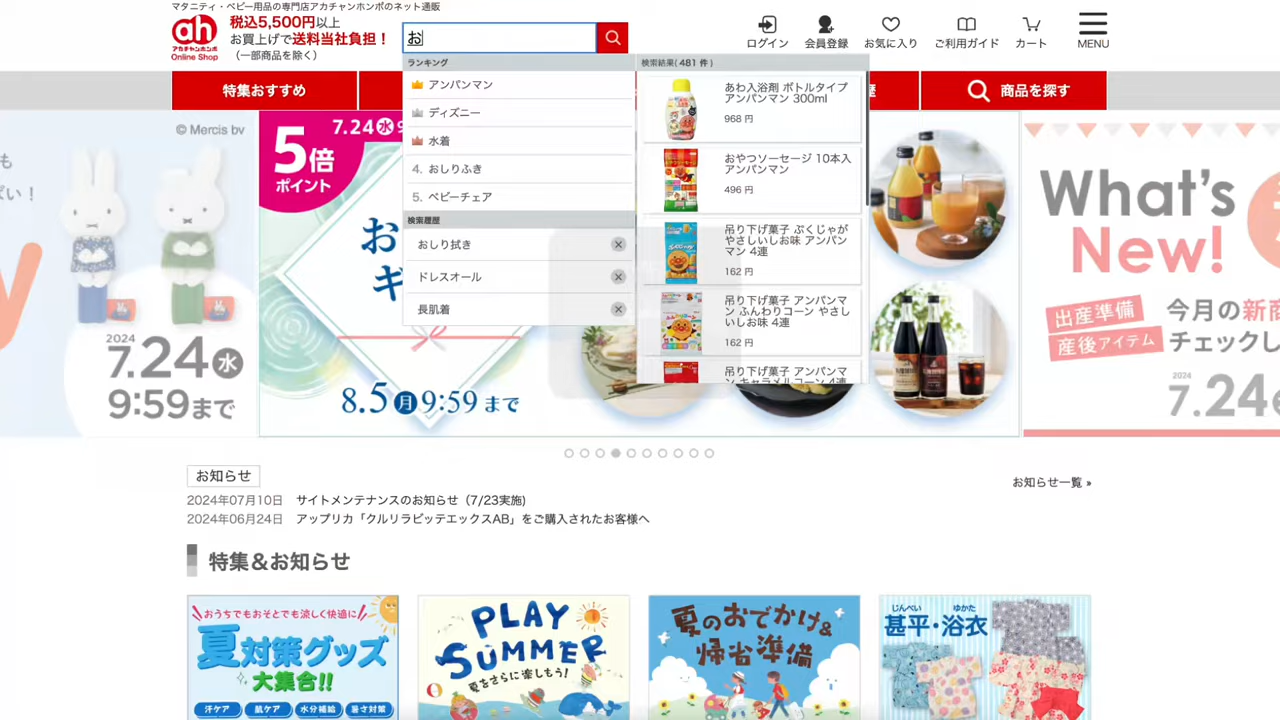 マタニティ・ベビー用品の専門店アカチャンホンポのネット通販
ah
アカチャンホンポ
Online Shop
税込5,500円以上
お買上げで送料当社負担！
（一部商品を除く）
お
ログイン
会員登録
お気に入り
ご利用ガイド
カート
MENU
特集おすすめ
商品を探す
ランキング
アンパンマン
ディズニー
水着
4. おしりふき
5. ベビーチェア
検索履歴
おしり拭き
ドレスオール
長肌着
検索結果( 481 件 )
あわ入浴剤 ボトルタイプ
アンパンマン 300ml
968 円
おやつソーセージ 10本入
アンパンマン
496 円
吊り下げ菓子 ぷくじゃが
やさしいしお味 アンパン
マン 4連
162 円
吊り下げ菓子 アンパンマ
ン ふんわりコーン やさし
いしお味 4連
162 円
吊り下げ菓子 アンパンマ
ン キャラメルコーン 4連
© Mercis bv
2024
7.24水
9:59まで
7.24水9
5倍
ポイント
お
ギ
8.5月9:59まで
What's
New!
出産準備
産後アイテム
今月の新商
チェックし
2024
7.24
お知らせ
お知らせ一覧 »
2024年07月10日 サイトメンテナンスのお知らせ（7/23実施)
2024年06月24日 アップリカ「クルリラビッテエックスAB」をご購入されたお客様へ
特集＆お知らせ
おうちでもおそとでも涼しく快適に
夏対策グッズ
大集合!!
汗ケア
肌ケア
水分補給
暑さ対策
PLAY
SUMMER
夏をさらに楽しもう!
夏のおでかけ&
帰省準備
じんべい ゆかた
甚平・浴衣